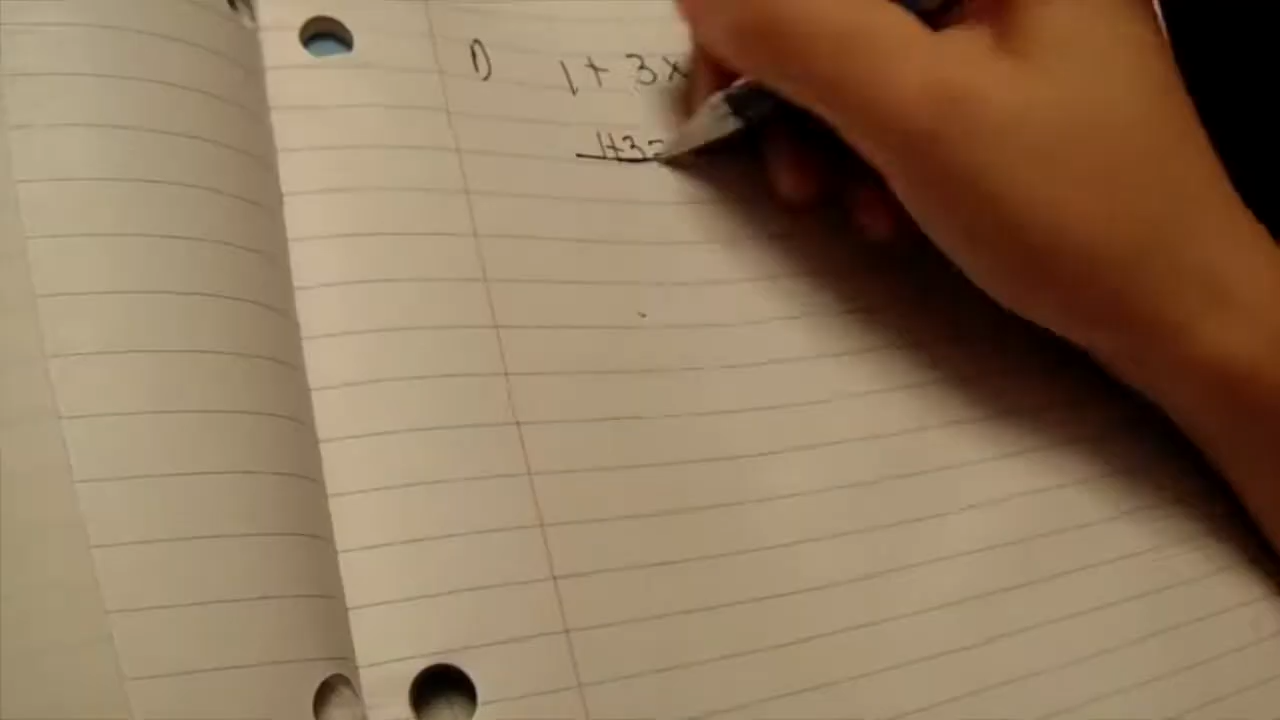 1) 1 + 3x
1+3=